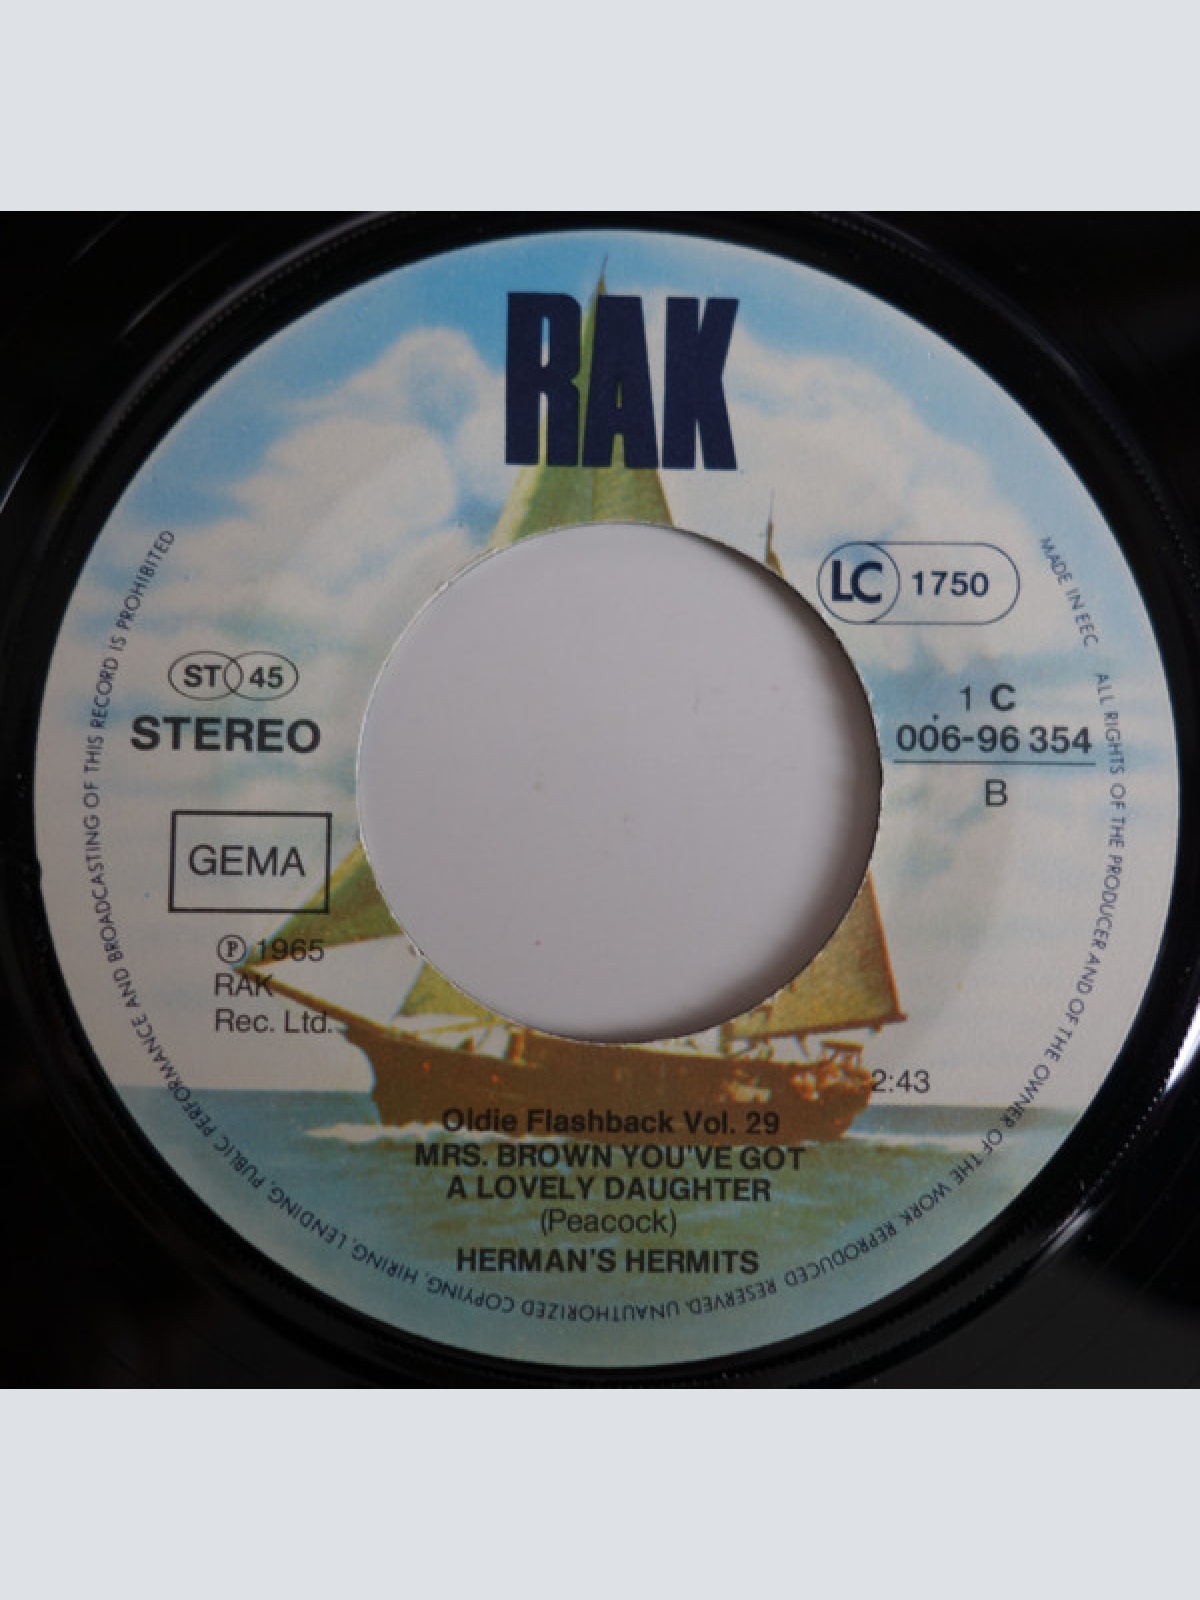 RAK
LC 1750
ST 45
STEREO
1 C
006-96 354
B
GEMA
Ⓟ 1965
RAK
Rec. Ltd.
2:43
Oldie Flashback Vol. 29
MRS. BROWN YOU'VE GOT
A LOVELY DAUGHTER
(Peacock)
HERMAN'S HERMITS
MADE IN EEC ALL RIGHTS OF THE PRODUCER AND OF THE OWNER OF THE WORK REPRODUCED RESERVED. UNAUTHORIZED COPYING, HIRING, LENDING, PUBLIC PERFORMANCE AND BROADCASTING OF THIS RECORD IS PROHIBITED